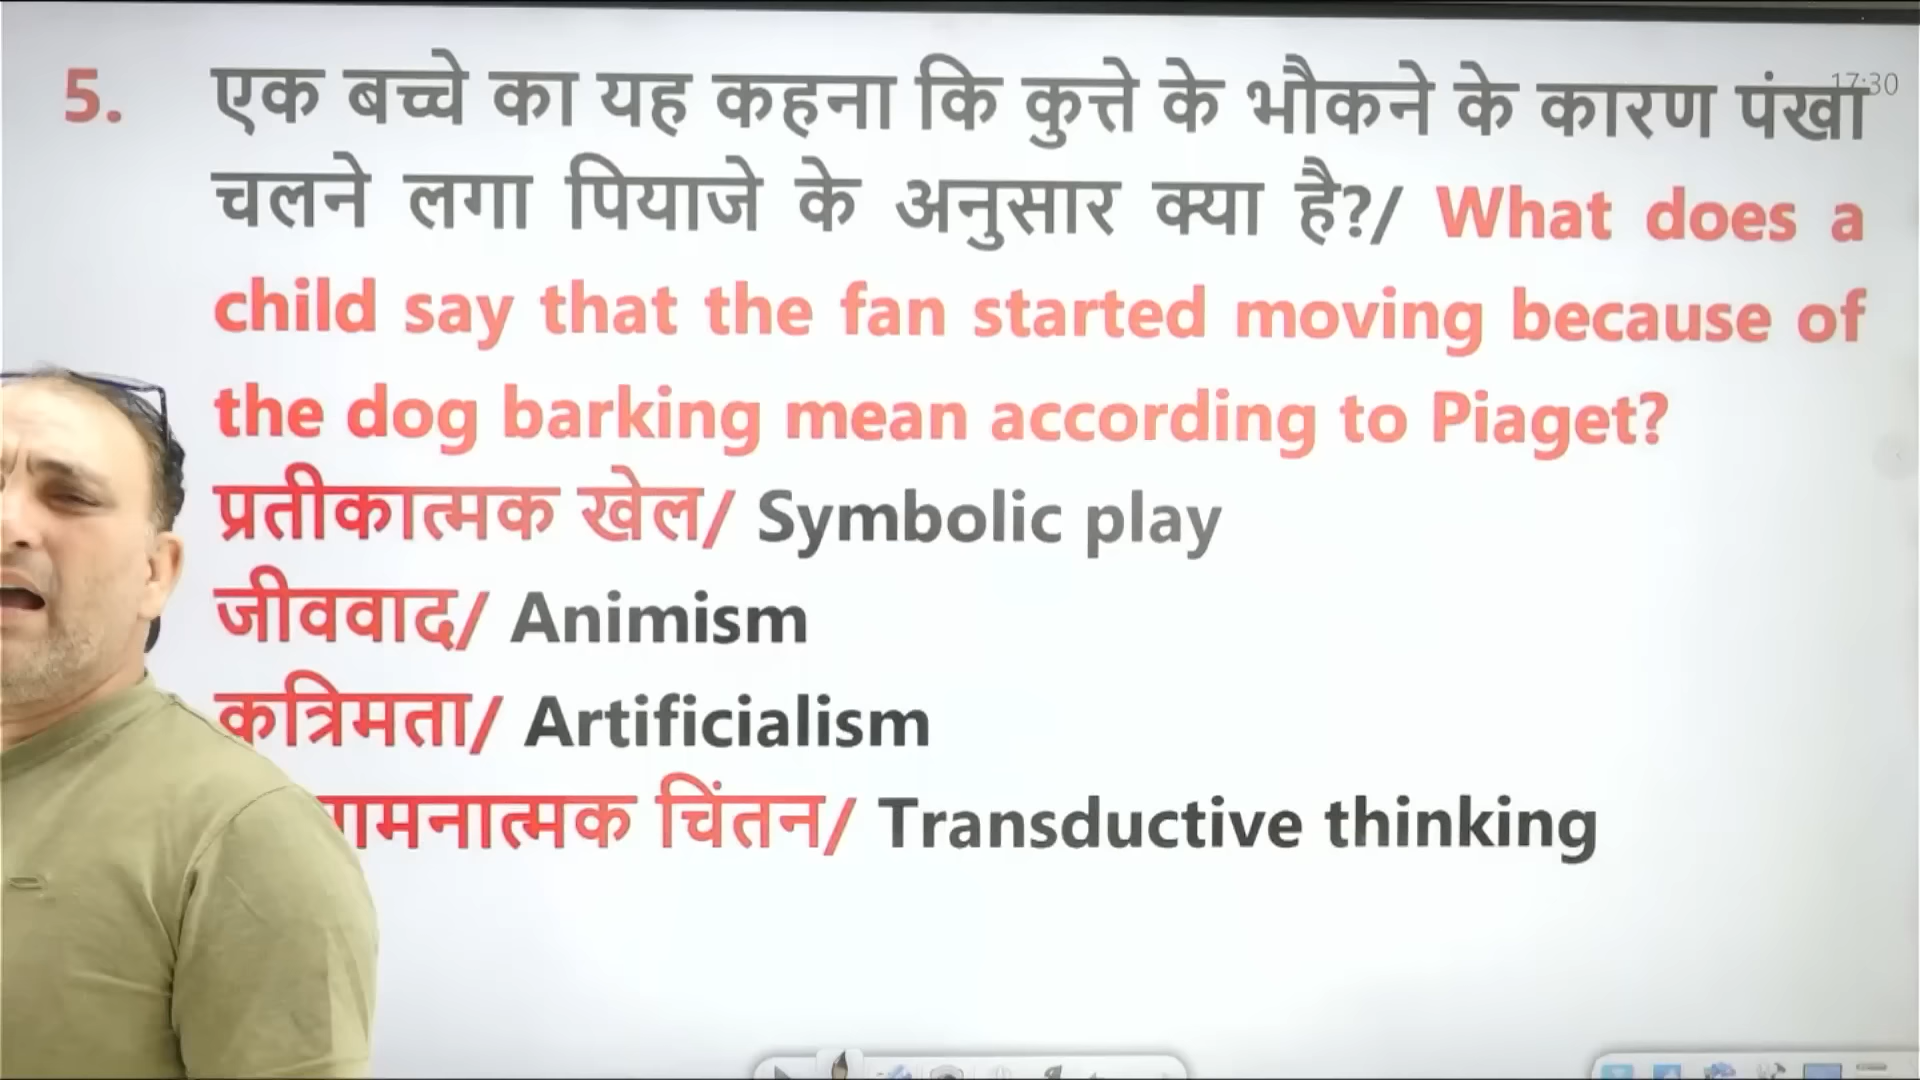 17:30
5. एक बच्चे का यह कहना कि कुत्ते के भौकने के कारण पंखा
चलने लगा पियाजे के अनुसार क्या है?/ What does a
child say that the fan started moving because of
the dog barking mean according to Piaget?
प्रतीकात्मक खेल/ Symbolic play
जीववाद/ Animism
कत्रिमता/ Artificialism
चिंतन/ Transductive thinking